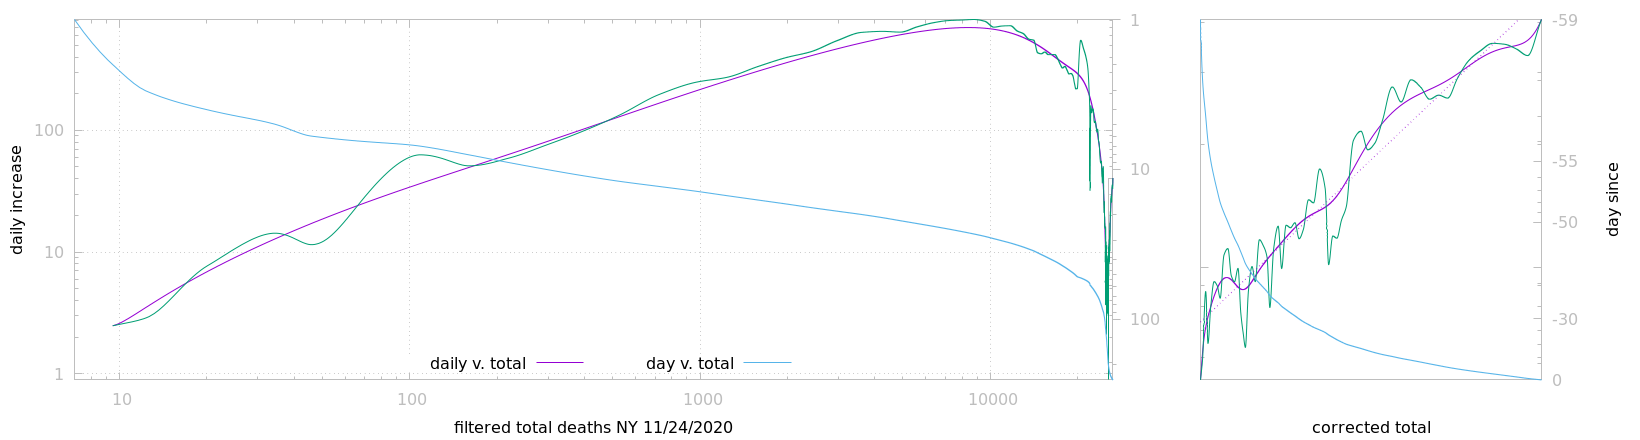 daily increase
100
10
1
10
100
1000
10000
1
10
100
daily v. total
day v. total
filtered total deaths NY 11/24/2020
-59
-55
-50
-30
0
day since
corrected total